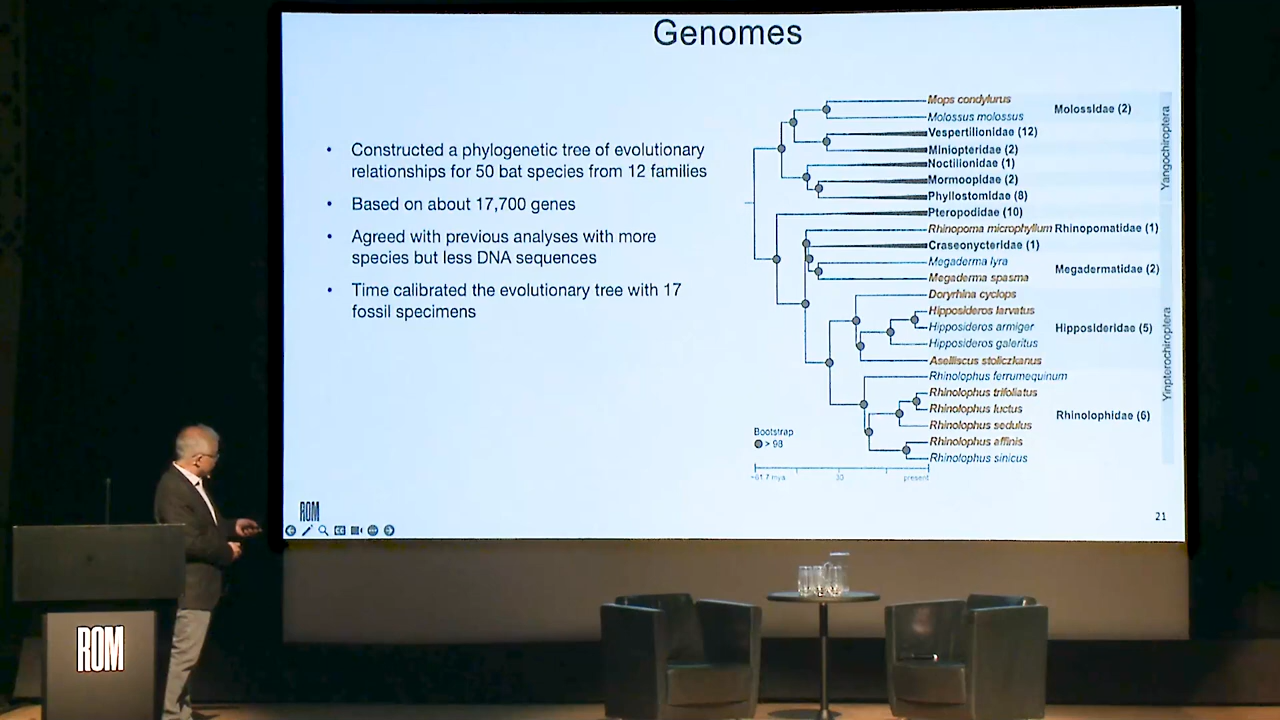 Genomes
• Constructed a phylogenetic tree of evolutionary
relationships for 50 bat species from 12 families
• Based on about 17,700 genes
• Agreed with previous analyses with more
species but less DNA sequences
• Time calibrated the evolutionary tree with 17
fossil specimens
Mops condylurus
Molossidae (2)
Molossus molossus
Vespertilionidae (12)
Miniopteridae (2)
Noctilionidae (1)
Mormoopidae (2)
Phyllostomidae (8)
Yangochiroptera
Pteropodidae (10)
Rhinopoma microphyllum Rhinopomatidae (1)
Craseonycteridae (1)
Megaderma lyra
Megadermatidae (2)
Megaderma spasma
Doryrhina cyclops
Hipposideros larvatus
Hipposideros armiger
Hipposideridae (5)
Hipposideros galeritus
Aselliscus stoliczkanus
Rhinolophus ferrumequinum
Rhinolophus trifoliatus
Rhinolophus luctus
Rhinolophidae (6)
Rhinolophus sedulus
Rhinolophus affinis
Rhinolophus sinicus
Yinpterochiroptera
Bootstrap
> 98
~61.7 mya 30 present
ROM
21
ROM